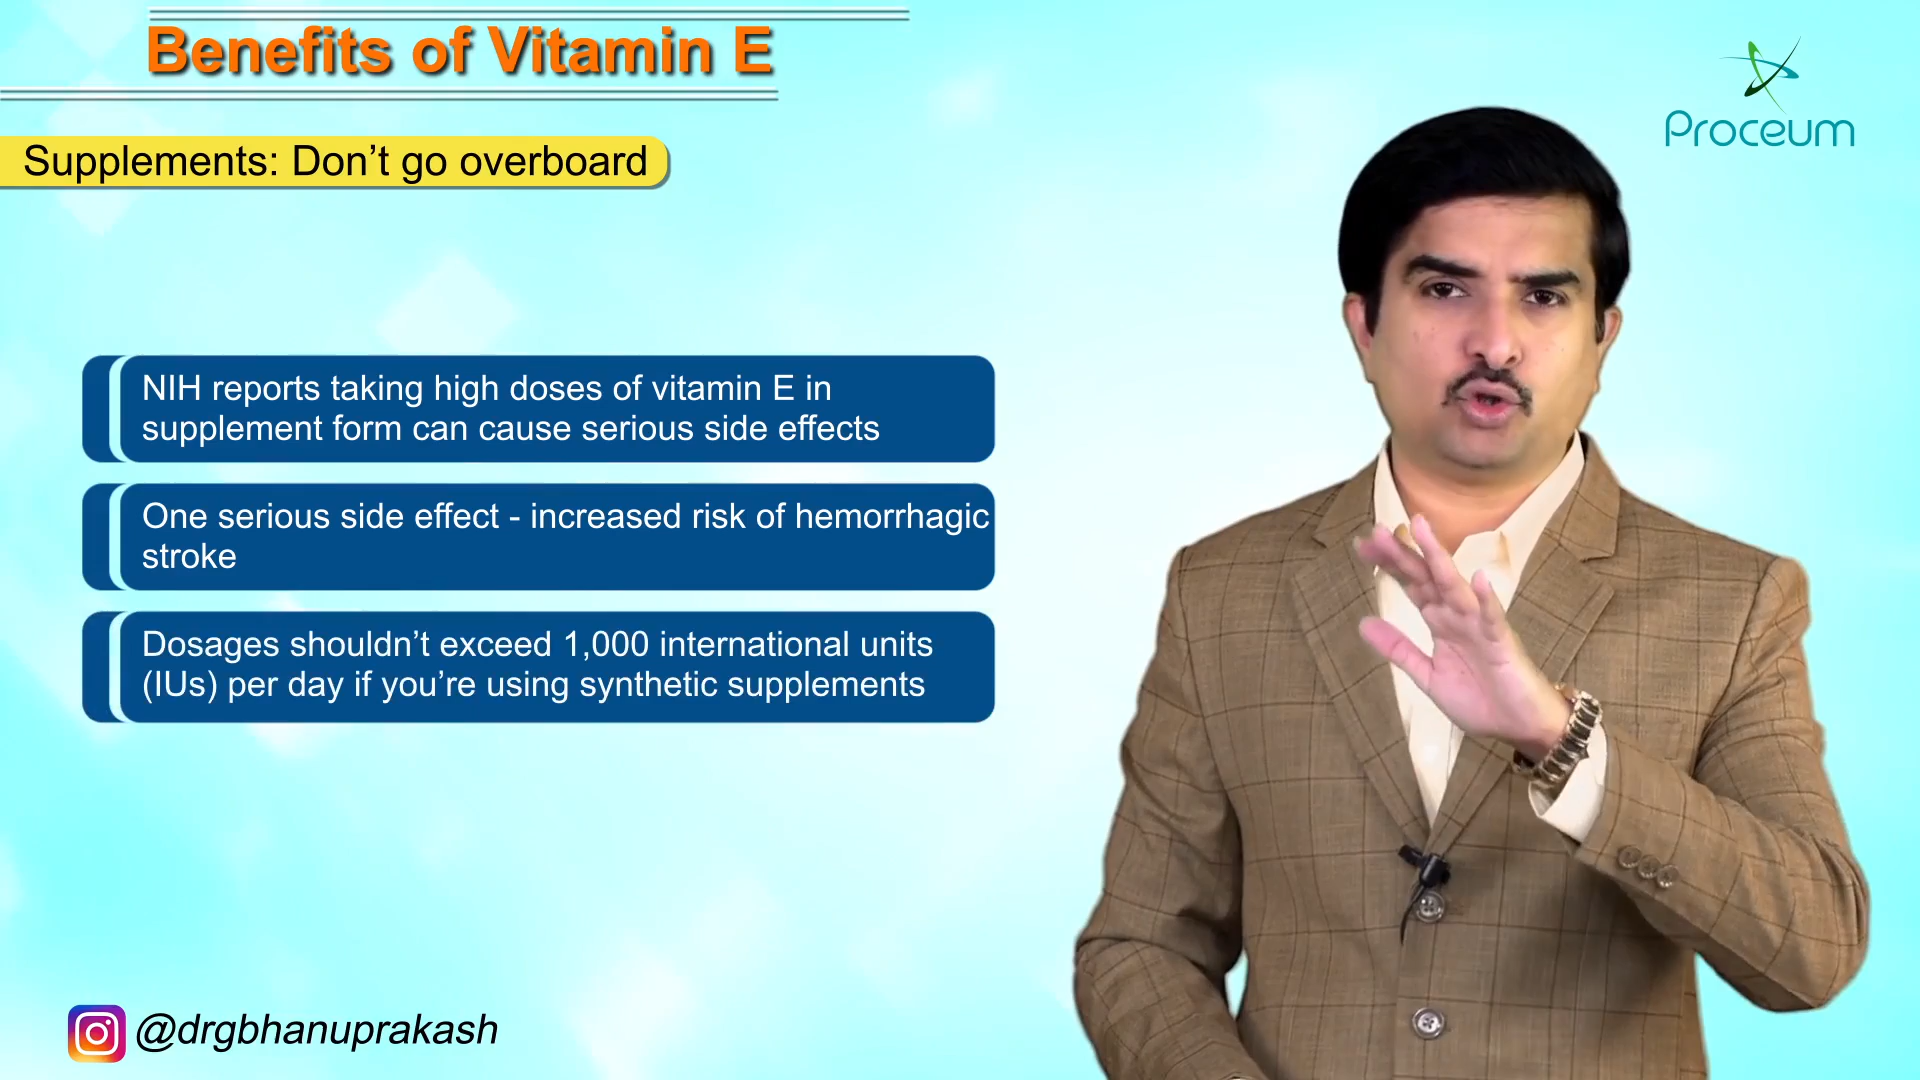 Benefits of Vitamin E
Proceum
Supplements: Don’t go overboard
NIH reports taking high doses of vitamin E in
supplement form can cause serious side effects
One serious side effect - increased risk of hemorrhagic
stroke
Dosages shouldn’t exceed 1,000 international units
(IUs) per day if you’re using synthetic supplements
@drgbhanuprakash